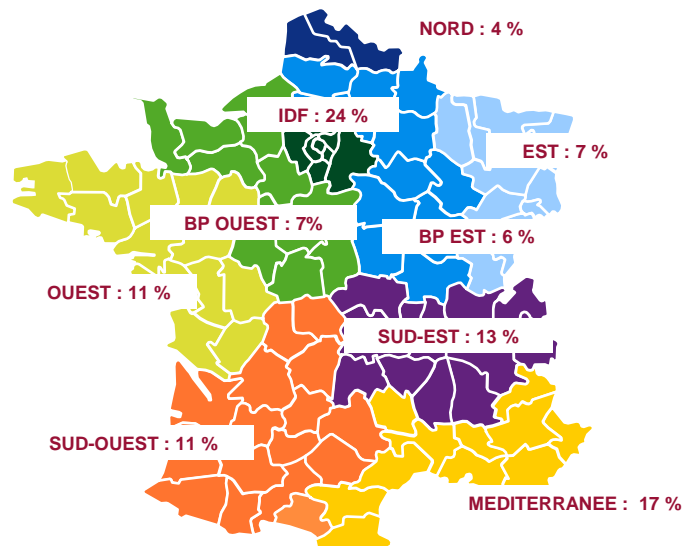 NORD : 4 %
IDF : 24 %
EST : 7 %
BP OUEST : 7%
BP EST : 6 %
OUEST : 11 %
SUD-EST : 13 %
SUD-OUEST : 11 %
MEDITERRANEE :  17 %